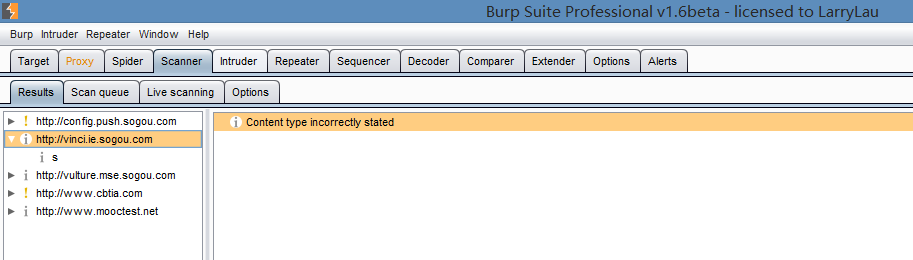 Burp Suite Professional v1.6beta - licensed to LarryLau
Burp Intruder Repeater Window Help
Target Proxy Spider Scanner Intruder Repeater Sequencer Decoder Comparer Extender Options Alerts
Results Scan queue Live scanning Options
http://config.push.sogou.com
Content type incorrectly stated
http://vinci.ie.sogou.com
s
http://vulture.mse.sogou.com
http://www.cbtia.com
http://www.mooctest.net